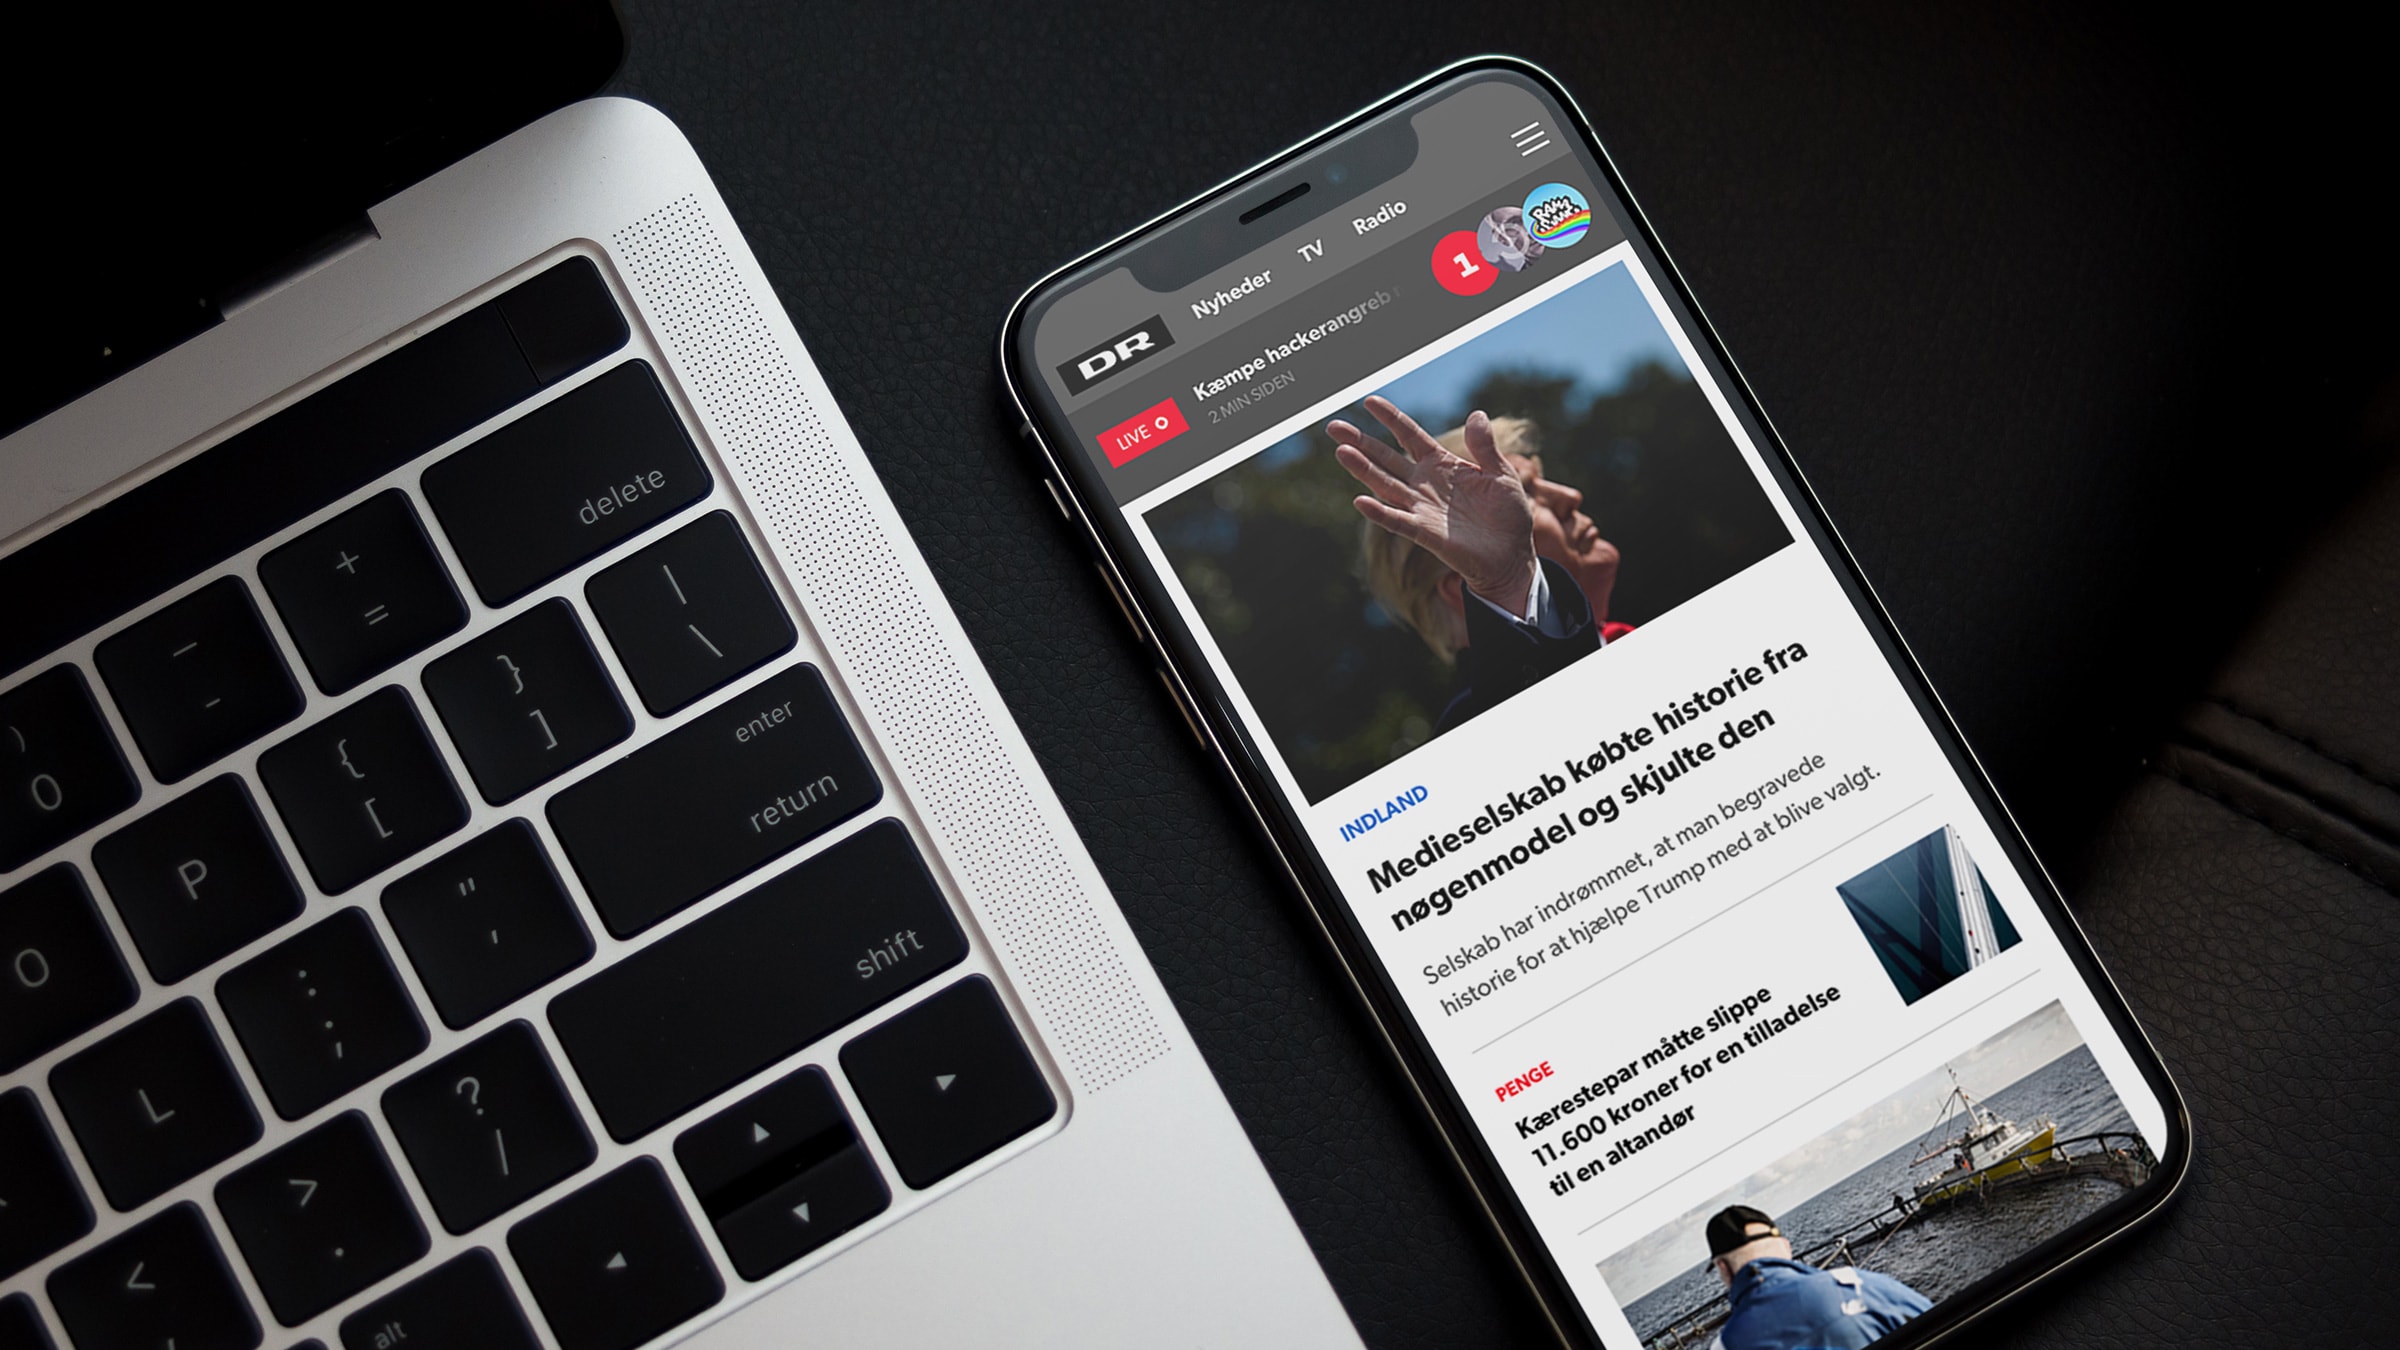 DR
Nyheder
TV
Radio
LIVE
Kæmpe hackerangreb
2 MIN SIDEN
1
RAMA
INDLAND
Medieselskab købte historie fra
nøgenmodel og skjulte den
Selskab har indrømmet, at man begravede
historie for at hjælpe Trump med at blive valgt.
PENGE
Kærestepar måtte slippe
11.600 kroner for en tilladelse
til en altandør
delete
+
=
—
-
|
\
}
]
{
[
)
0
enter
return
P
"
'
O
:
;
L
shift
?
/
>
.
<
,
alt